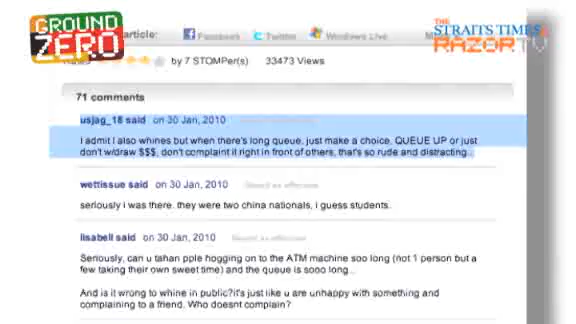 GROUND
ZERO
THE
STRAITS TIMES
RAZORTV
article:
Facebook
Twitter
Windows Live
by 7 STOMPer(s)
33473 Views
71 comments
usjag_18 said on 30 Jan, 2010
I admit I also whines but when there's long queue, just make a choice, QUEUE UP or just
don't w/draw $$$, don't complaint it right in front of others, that's so rude and distracting...
wettissue said on 30 Jan, 2010
seriously i was there. they were two china nationals, i guess students.
lisabell said on 30 Jan, 2010
Seriously, can u tahan pple hogging on to the ATM machine soo long (not 1 person but a
few taking their own sweet time) and the queue is sooo long...
And is it wrong to whine in public?it's just like u are unhappy with something and
complaining to a friend. Who doesnt complain?